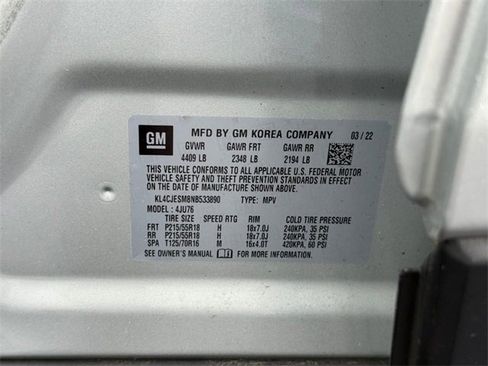 GM MFD BY GM KOREA COMPANY 03/22
GVWR GAWR FRT GAWR RR
4409 LB 2348 LB 2194 LB
THIS VEHICLE CONFORMS TO ALL APPLICABLE U.S. FEDERAL MOTOR
VEHICLE SAFETY AND THEFT PREVENTION STANDARDS IN EFFECT
ON THE DATE OF MANUFACTURE SHOWN ABOVE.
KL4CJESM8NB533890 TYPE: MPV
MODEL: 4JU76
TIRE SIZE SPEED RTG RIM COLD TIRE PRESSURE
FRT P215/55R18 H 18x7.0J 240KPA, 35 PSI
RR P215/55R18 H 18x7.0J 240KPA, 35 PSI
SPA T125/70R16 M 16x4.0T 420KPA, 60 PSI
SEE OWNER'S MANUAL FOR MORE INFORMATION.